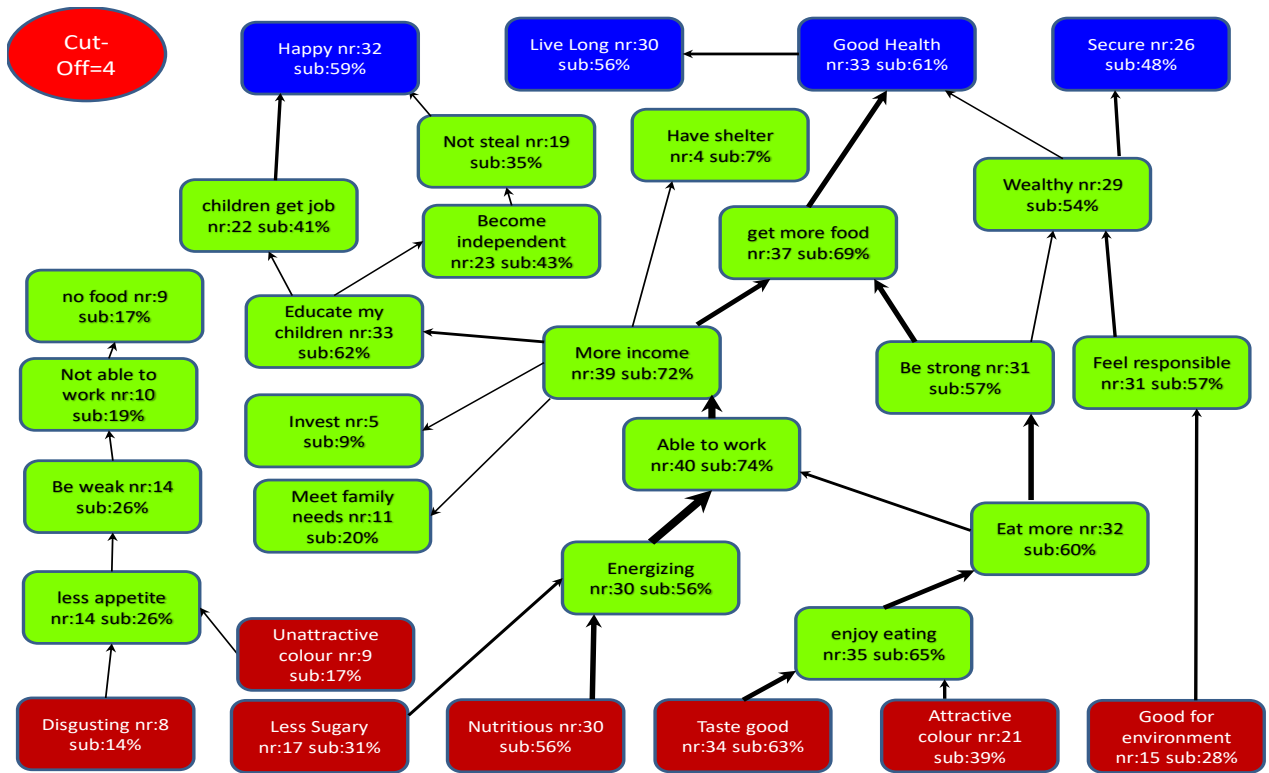 Cut-
Off=4
Happy nr:32
sub:59%
Live Long nr:30
sub:56%
Good Health
nr:33 sub:61%
Secure nr:26
sub:48%
Not steal nr:19
sub:35%
Have shelter
nr:4 sub:7%
Wealthy nr:29
sub:54%
children get job
nr:22 sub:41%
Become
independent
nr:23 sub:43%
get more food
nr:37 sub:69%
no food nr:9
sub:17%
Educate my
children nr:33
sub:62%
More income
nr:39 sub:72%
Be strong nr:31
sub:57%
Feel responsible
nr:31 sub:57%
Not able to
work nr:10
sub:19%
Invest nr:5
sub:9%
Able to work
nr:40 sub:74%
Be weak nr:14
sub:26%
Meet family
needs nr:11
sub:20%
Eat more nr:32
sub:60%
Energizing
nr:30 sub:56%
less appetite
nr:14 sub:26%
enjoy eating
nr:35 sub:65%
Unattractive
colour nr:9
sub:17%
Disgusting nr:8
sub:14%
Less Sugary
nr:17 sub:31%
Nutritious nr:30
sub:56%
Taste good
nr:34 sub:63%
Attractive
colour nr:21
sub:39%
Good for
environment
nr:15 sub:28%